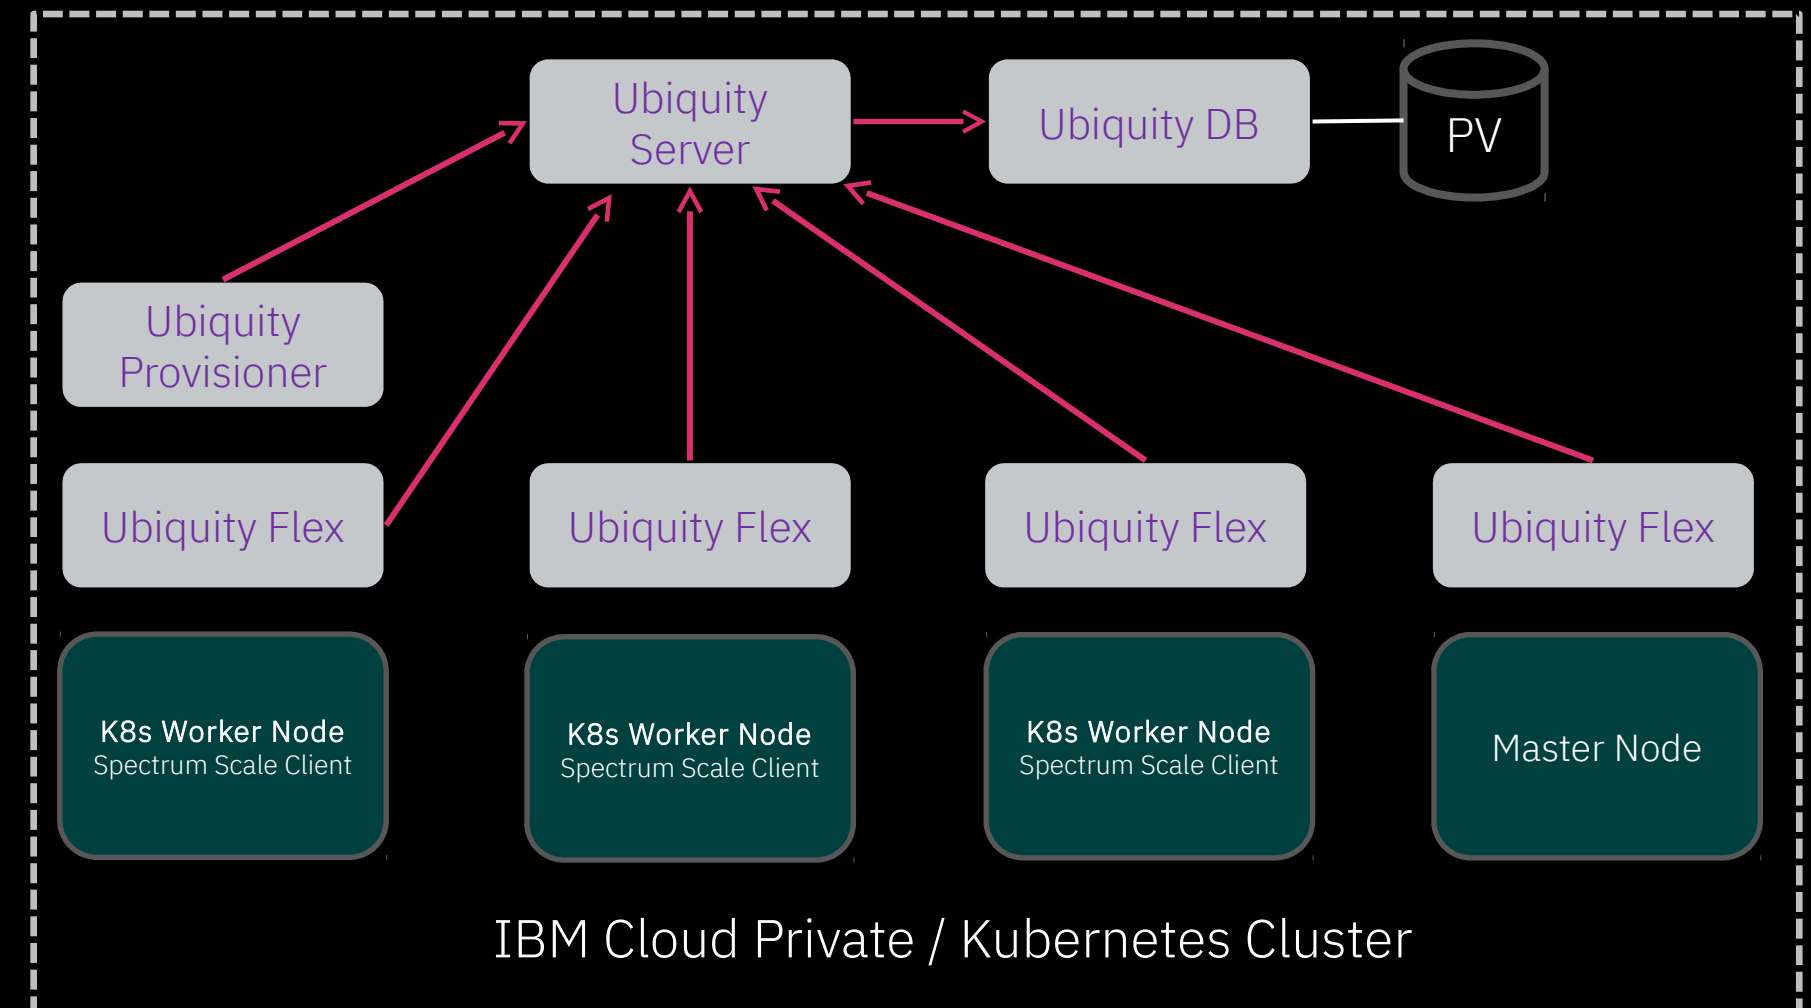 Ubiquity
Server
Ubiquity DB
PV
Ubiquity
Provisioner
Ubiquity Flex
Ubiquity Flex
Ubiquity Flex
Ubiquity Flex
K8s Worker Node
Spectrum Scale Client
K8s Worker Node
Spectrum Scale Client
K8s Worker Node
Spectrum Scale Client
Master Node
IBM Cloud Private / Kubernetes Cluster